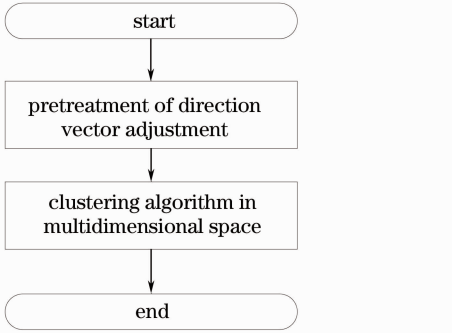 start
pretreatment of direction
vector adjustment
clustering algorithm in
multidimensional space
end